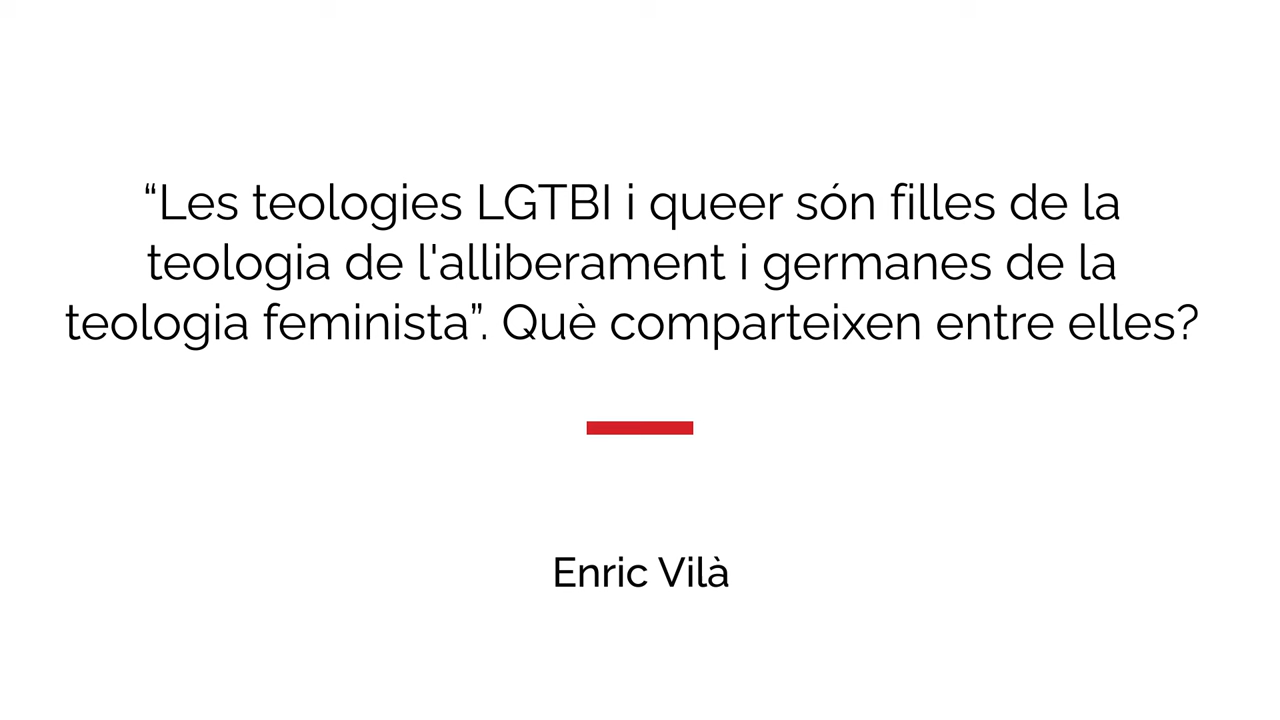 “Les teologies LGTBI i queer són filles de la
teologia de l'alliberament i germanes de la
teologia feminista”. Què comparteixen entre elles?
Enric Vilà